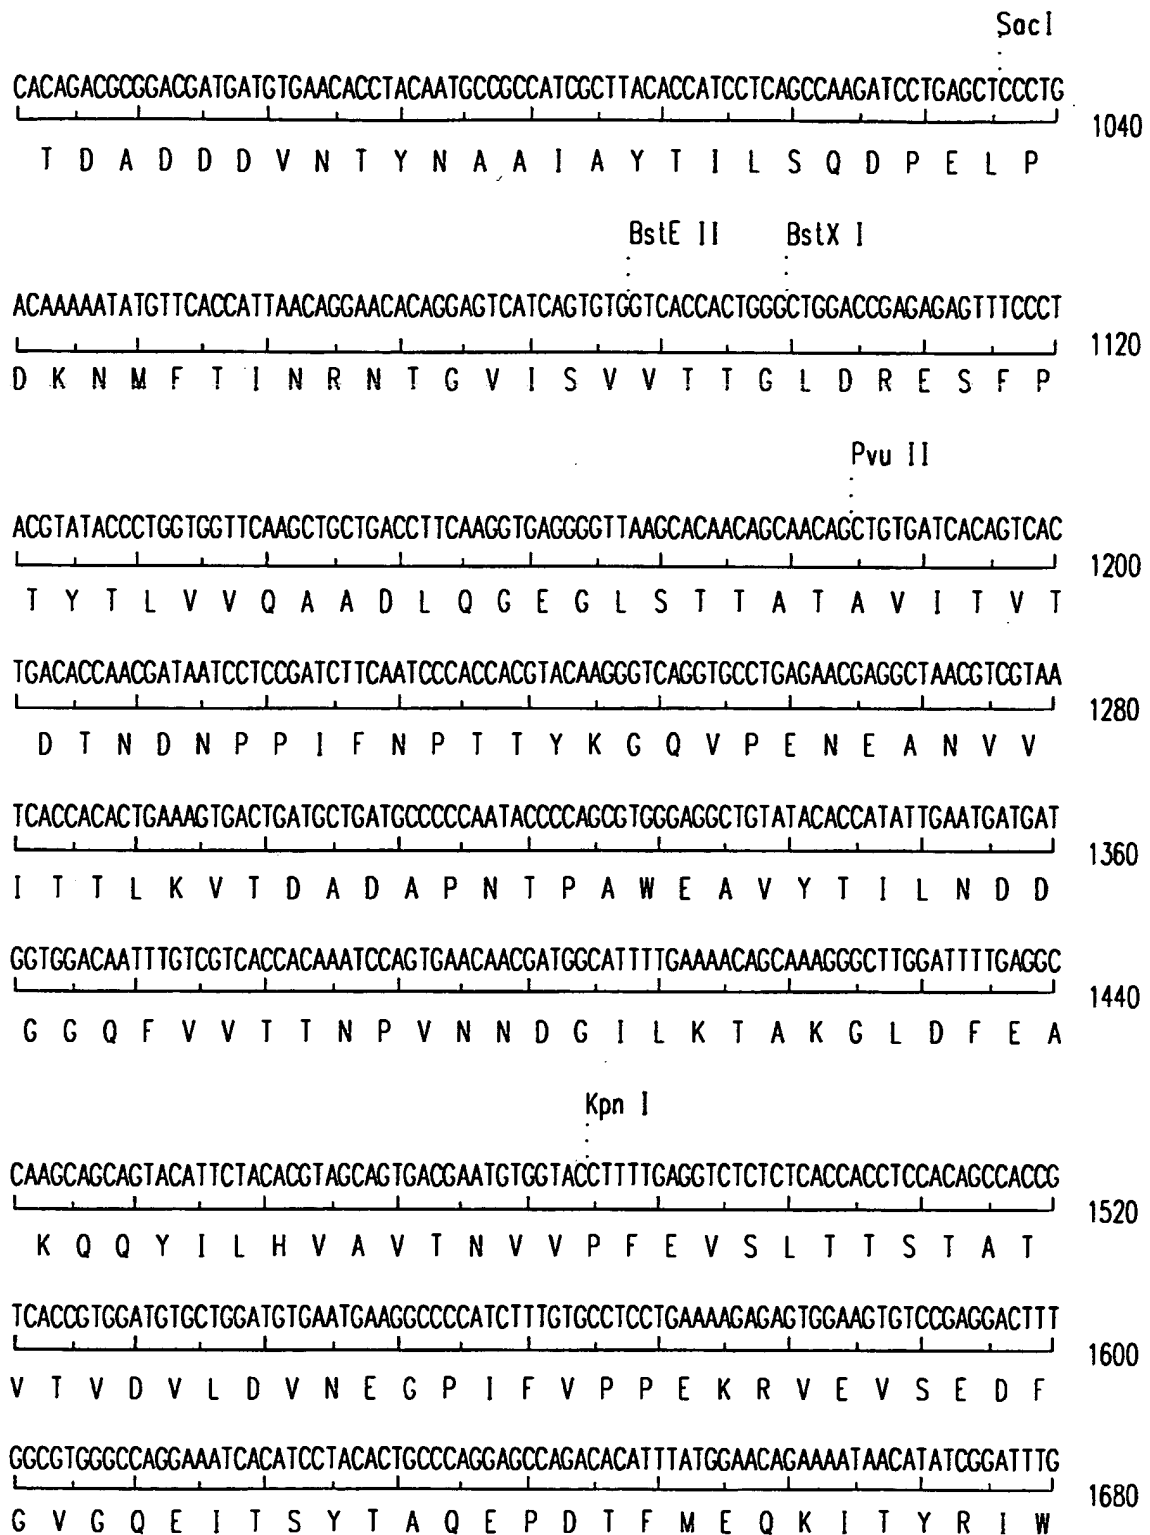 SacI
CACAGACGCGGACGATGATGTGAACACCTACAATGCCGCCATCGCTTACACCATCCTCAGCCAAGATCCTGAGCTCCCTG
1040
T D A D D D V N T Y N A A I A Y T I L S Q D P E L P
BstE II BstX I
ACAAAAATATGTTCACCATTAACAGGAACACAGGAGTCATCAGTGTGGTCACCACTGGGCTGGACCGAGAGAGTTTCCCT
1120
D K N M F T I N R N T G V I S V V T T G L D R E S F P
Pvu II
ACGTATACCCTGGTGGTTCAAGCTGCTGACCTTCAAGGTGAGGGGTTAAGCACAACAGCAACAGCTGTGATCACAGTCAC
1200
T Y T L V V Q A A D L Q G E G L S T T A T A V I T V T
TGACACCAACGATAATCCTCCGATCTTCAATCCCACCACGTACAAGGGTCAGGTGCCTGAGAACGAGGCTAACGTCGTAA
1280
D T N D N P P I F N P T T Y K G Q V P E N E A N V V
TCACCACACTGAAAGTGACTGATGCTGATGCCCCCAATACCCCAGCGTGGGAGGCTGTATACACCATATTGAATGATGAT
1360
I T T L K V T D A D A P N T P A W E A V Y T I L N D D
GGTGGACAATTTGTCGTCACCACAAATCCAGTGAACAACGATGGCATTTTGAAAACAGCAAAGGGCTTGGATTTTGAGGC
1440
G G Q F V V T T N P V N N D G I L K T A K G L D F E A
Kpn I
CAAGCAGCAGTACATTCTACACGTAGCAGTGACGAATGTGGTACCTTTTGAGGTCTCTCTCACCACCTCCACAGCCACCG
1520
K Q Q Y I L H V A V T N V V P F E V S L T T S T A T
TCACCGTGGATGTGCTGGATGTGAATGAAGGCCCCATCTTTGTGCCTCCTGAAAAGAGAGTGGAAGTGTCCGAGGACTTT
1600
V T V D V L D V N E G P I F V P P E K R V E V S E D F
GGCGTGGGCCAGGAAATCACATCCTACACTGCCCAGGAGCCAGACACATTTATGGAACAGAAAATAACATATCGGATTTG
1680
G V G Q E I T S Y T A Q E P D T F M E Q K I T Y R I W